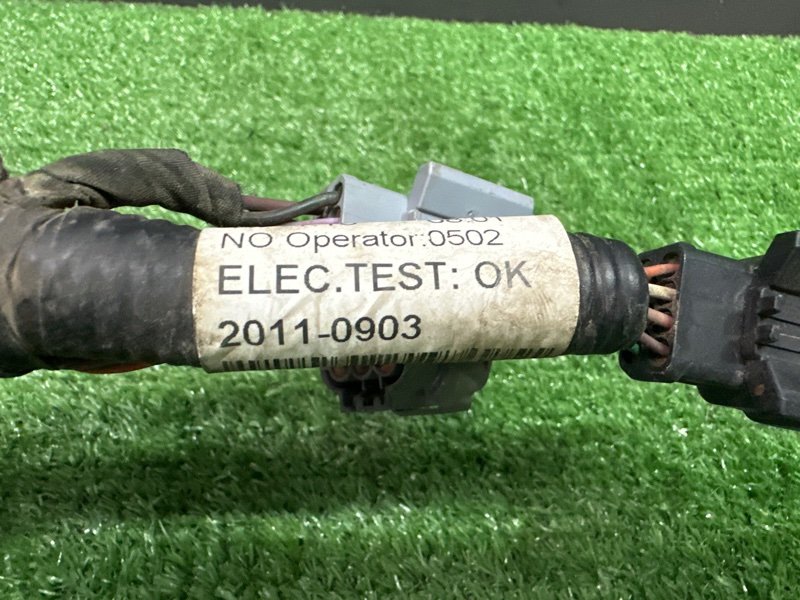 NO Operator:0502
ELEC.TEST: OK
2011-0903